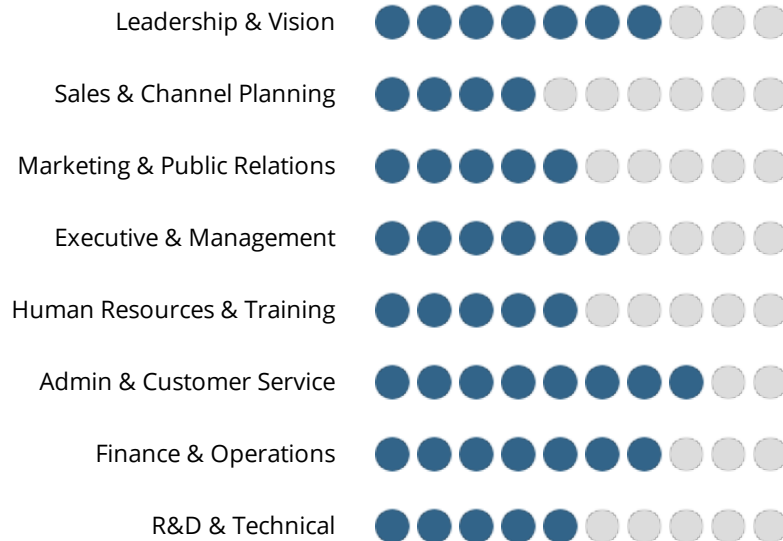 Leadership & Vision
Sales & Channel Planning
Marketing & Public Relations
Executive & Management
Human Resources & Training
Admin & Customer Service
Finance & Operations
R&D & Technical